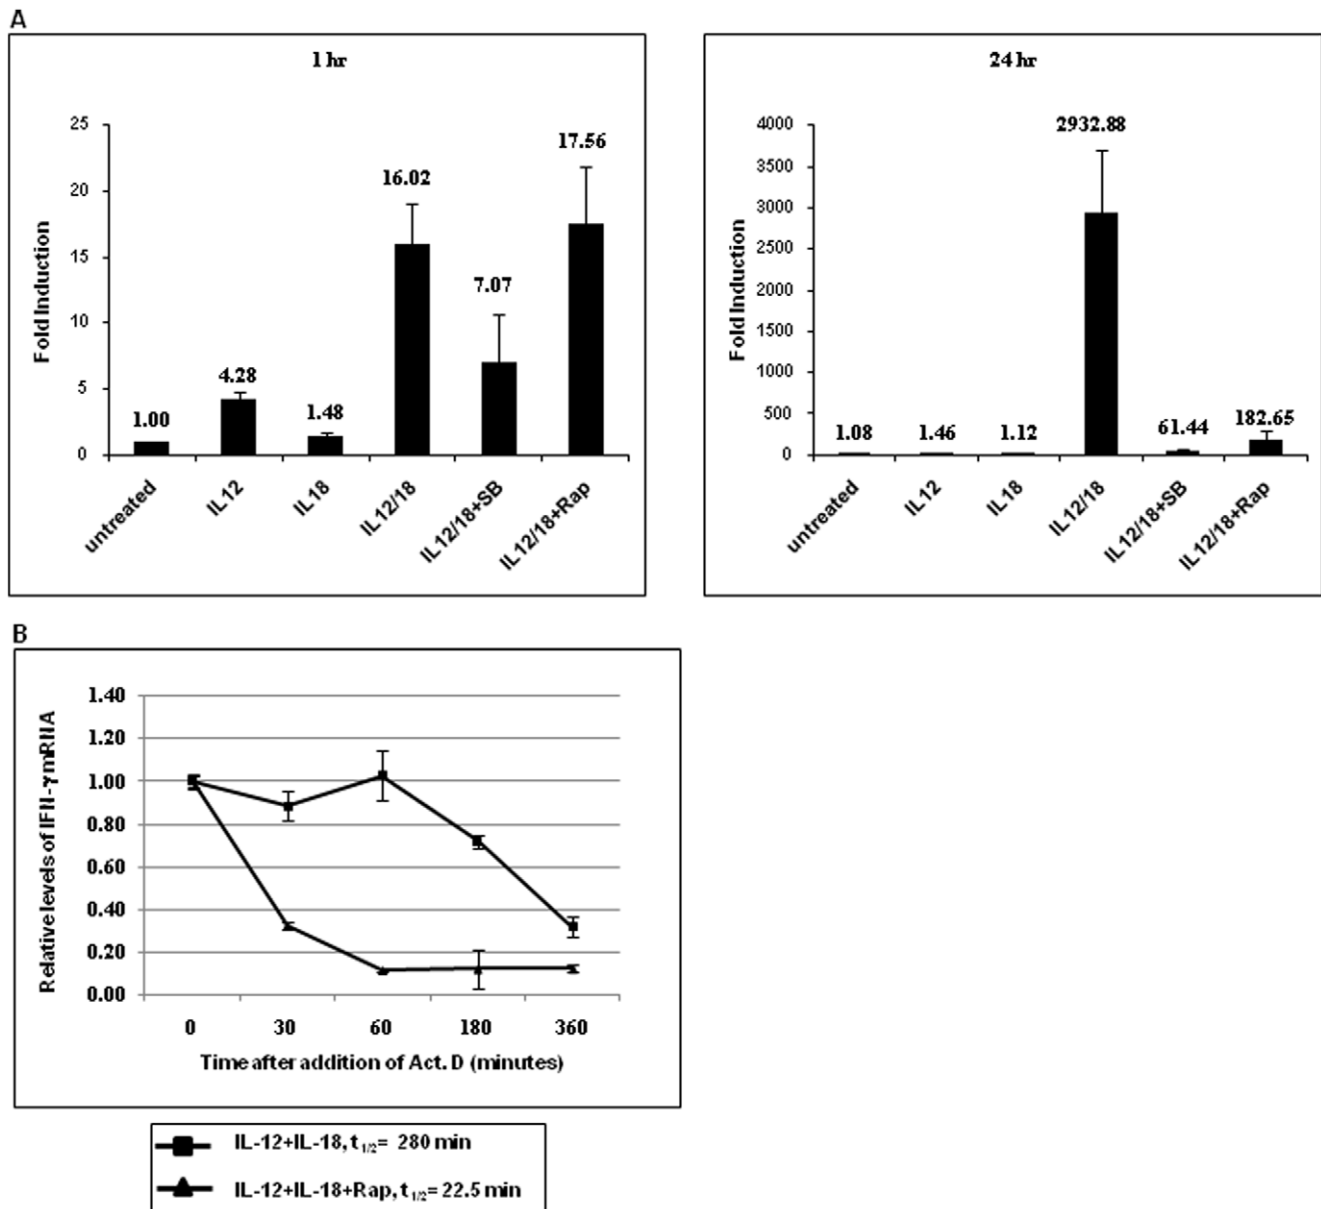 A
1 hr
25
20
15
10
5
0
Fold Induction
1.00
4.28
1.48
16.02
7.07
17.56
untreated
IL12
IL18
IL12/18
IL12/18+SB
IL12/18+Rap
24 hr
4000
3500
3000
2500
2000
1500
1000
500
0
Fold Induction
1.08
1.46
1.12
2932.88
61.44
182.65
untreated
IL12
IL18
IL12/18
IL12/18+SB
IL12/18+Rap
B
1.40
1.20
1.00
0.80
0.60
0.40
0.20
0.00
Relative levels of IFN-γ mRNA
0 30 60 180 360
Time after addition of Act. D (minutes)
IL-12+IL-18, t1/2= 280 min
IL-12+IL-18+Rap, t1/2= 22.5 min